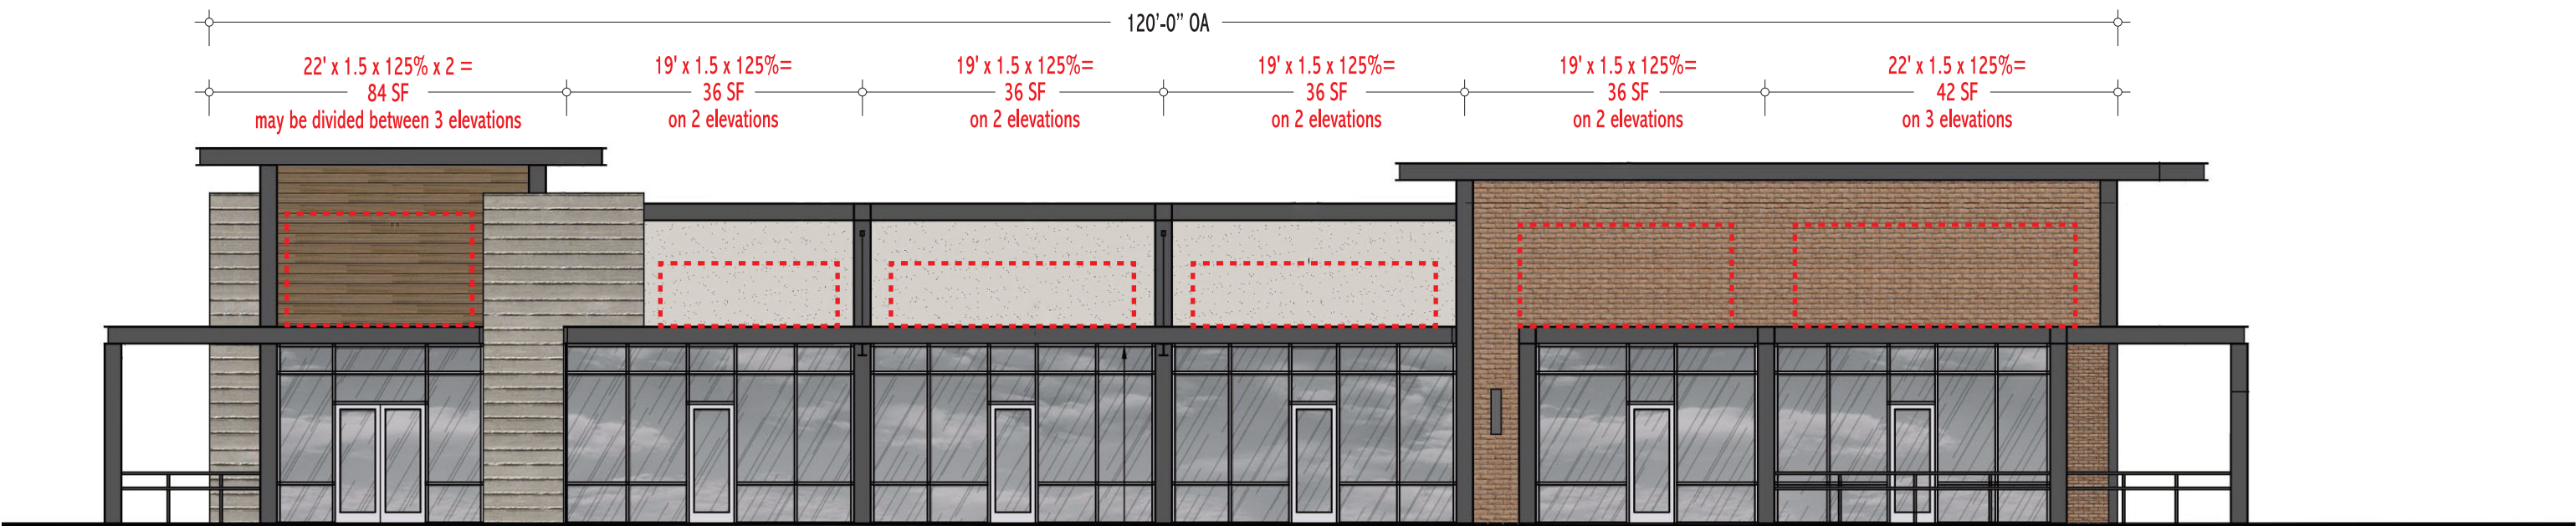 120'-0" OA
22' x 1.5 x 125% x 2 =
84 SF
may be divided between 3 elevations
19' x 1.5 x 125%=
36 SF
on 2 elevations
19' x 1.5 x 125%=
36 SF
on 2 elevations
19' x 1.5 x 125%=
36 SF
on 2 elevations
19' x 1.5 x 125%=
36 SF
on 2 elevations
22' x 1.5 x 125%=
42 SF
on 3 elevations